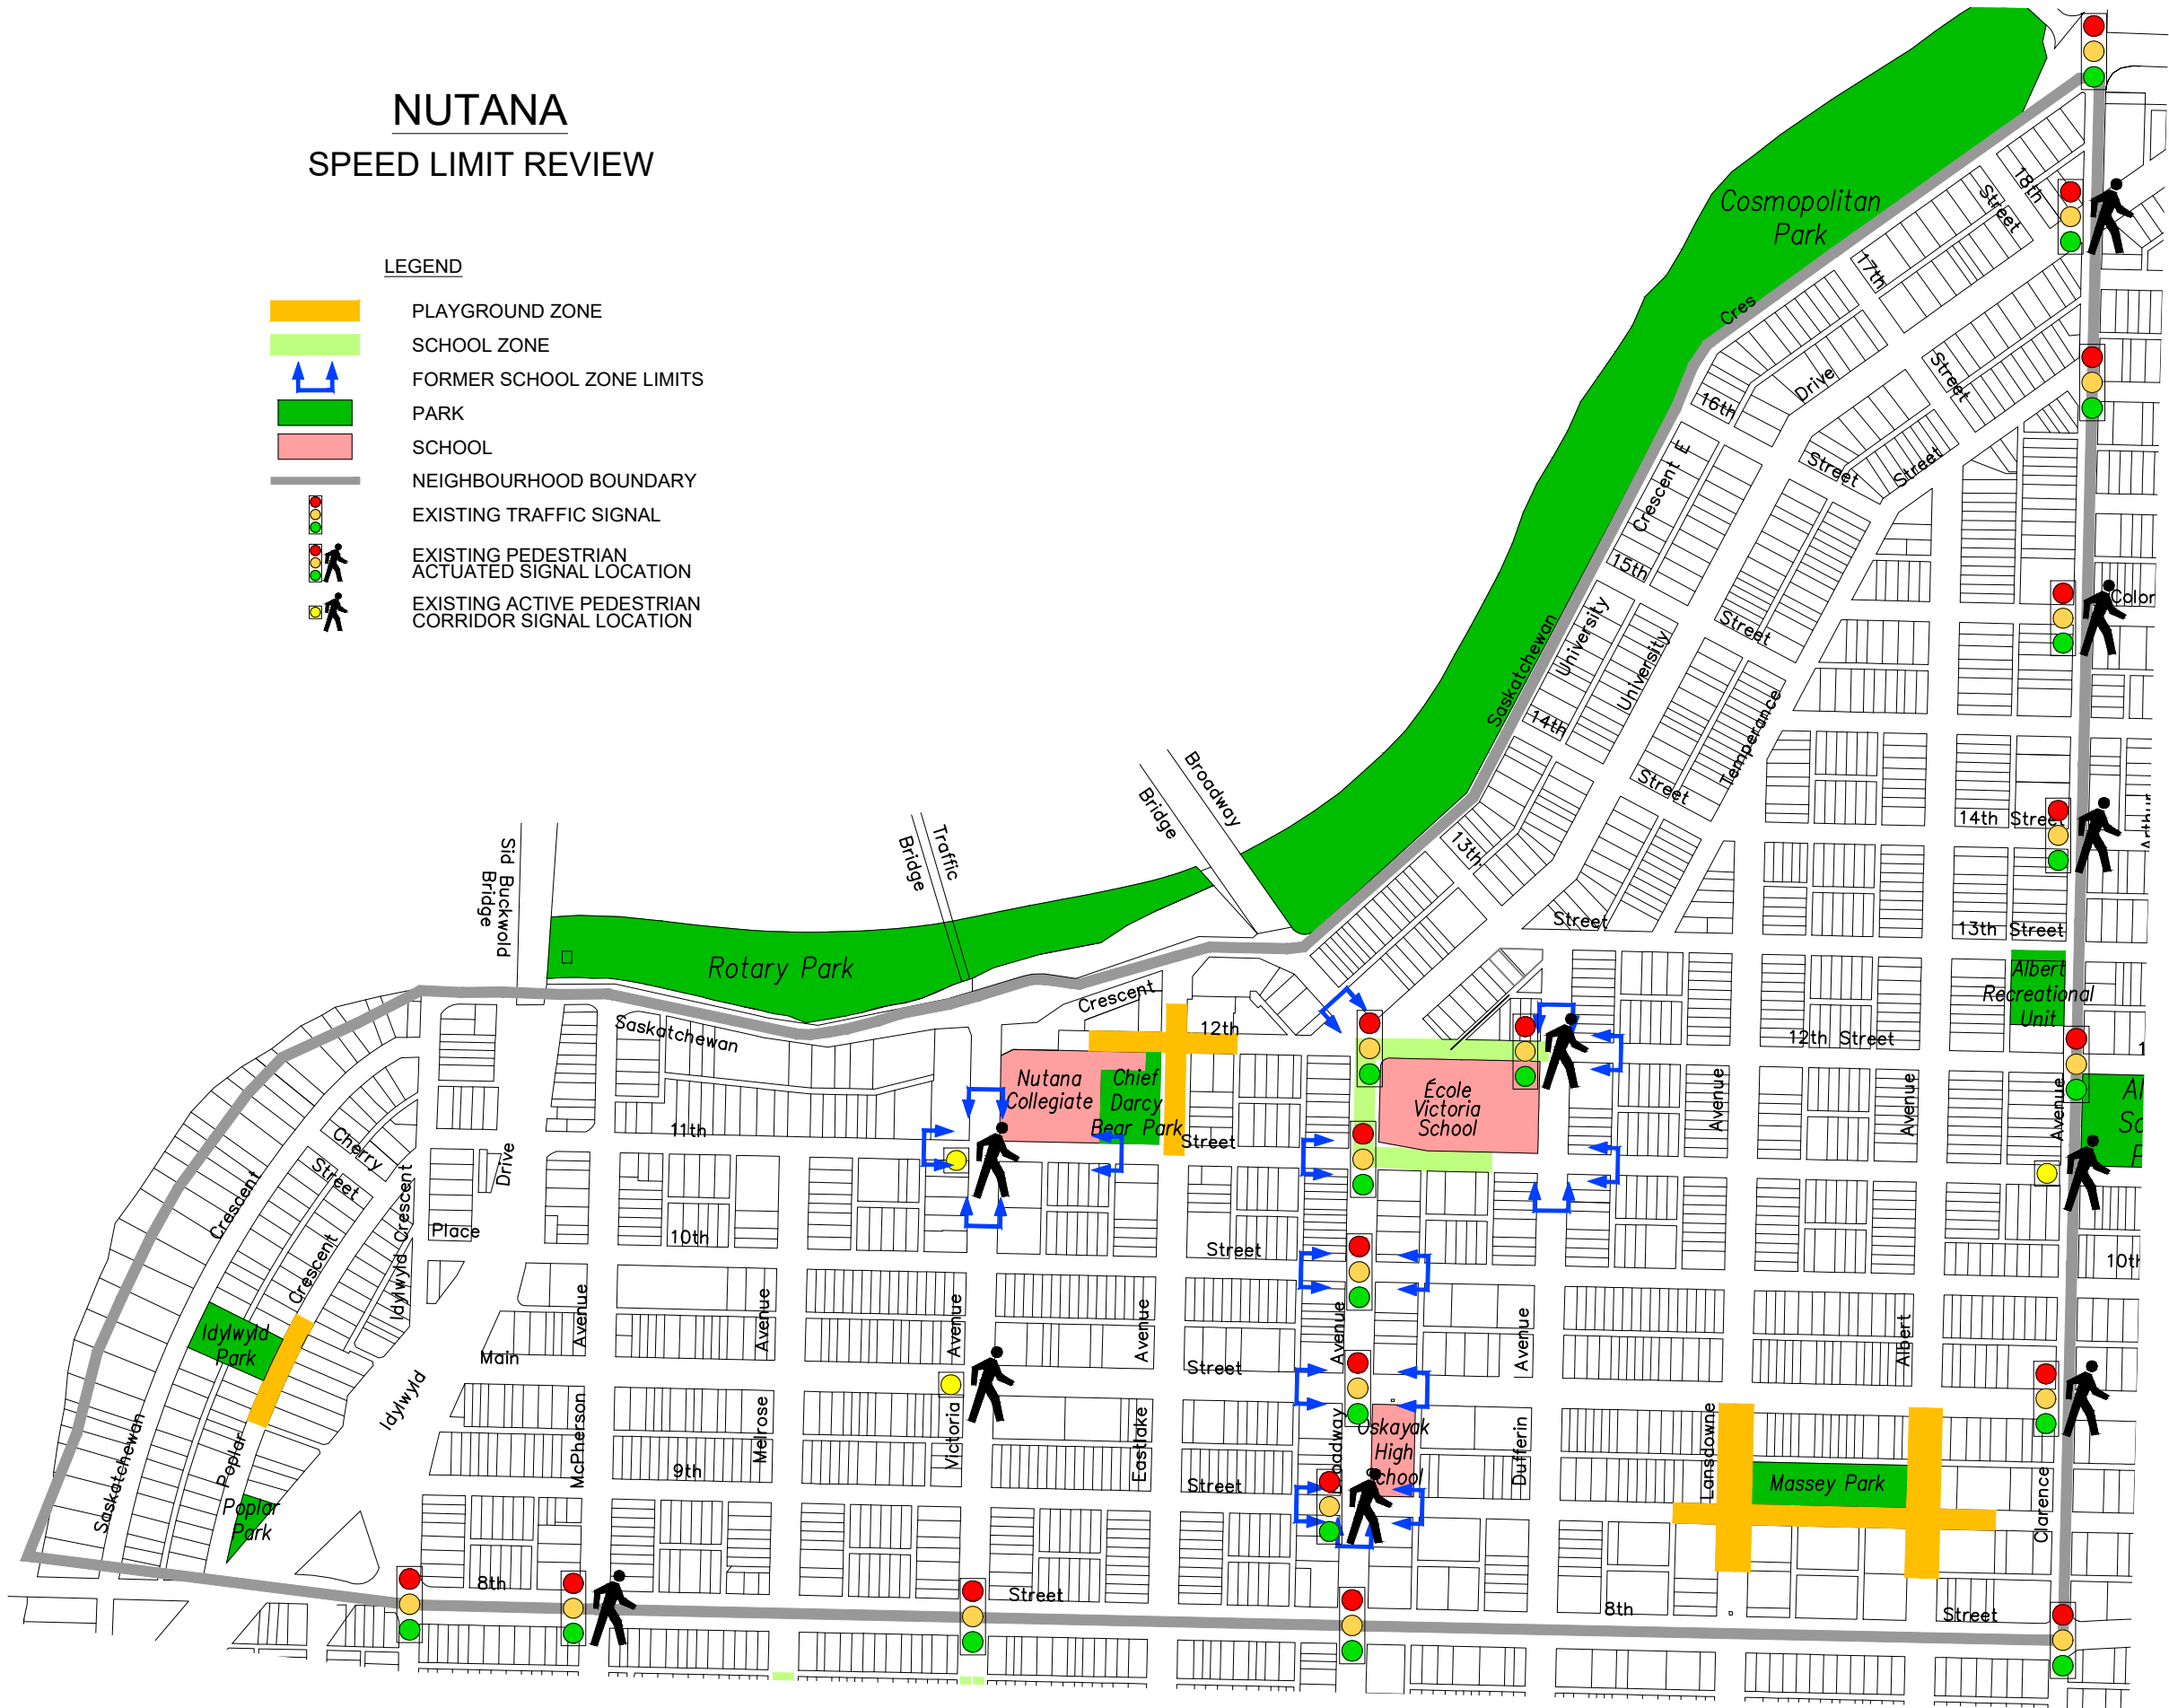 NUTANA
SPEED LIMIT REVIEW
LEGEND
PLAYGROUND ZONE
SCHOOL ZONE
FORMER SCHOOL ZONE LIMITS
PARK
SCHOOL
NEIGHBOURHOOD BOUNDARY
EXISTING TRAFFIC SIGNAL
EXISTING PEDESTRIAN
ACTUATED SIGNAL LOCATION
EXISTING ACTIVE PEDESTRIAN
CORRIDOR SIGNAL LOCATION
Cosmopolitan
Park
18th
Street
17th
Cres
Drive
Street
16th
Street
Street
Crescent E
15th
University
University
Street
Saskatchewan
14th
Street
Temperance
Color
Broadway
Bridge
Traffic
Bridge
Sid Buckwold
Bridge
13th
Street
14th Street
13th Street
Rotary Park
Albert
Recreational
Unit
Crescent
12th
12th Street
Saskatchewan
Nutana
Collegiate
Chief
Darcy
Bear Park
École
Victoria
School
Avenue
Avenue
Avenue
11th
Street
Cherry
Street
Crescent
Crescent
Idylwyld Crescent
Drive
Place
10th
Street
10th
Idylwyld
Park
Avenue
Avenue
Avenue
Avenue
Avenue
Avenue
Albert
Main
Street
Idylwyld
McPherson
Melrose
Victoria
Eastlake
Oskayak
High
School
Dufferin
Lansdowne
Massey Park
Clarence
Saskatchewan
Poplar
9th
Street
Poplar
Park
8th
Street
8th
Street